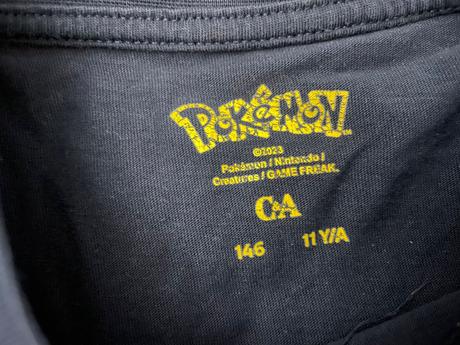 POKéMON
©2023
Pokémon / Nintendo /
Creatures / GAME FREAK.
C&A
146 11 Y/A